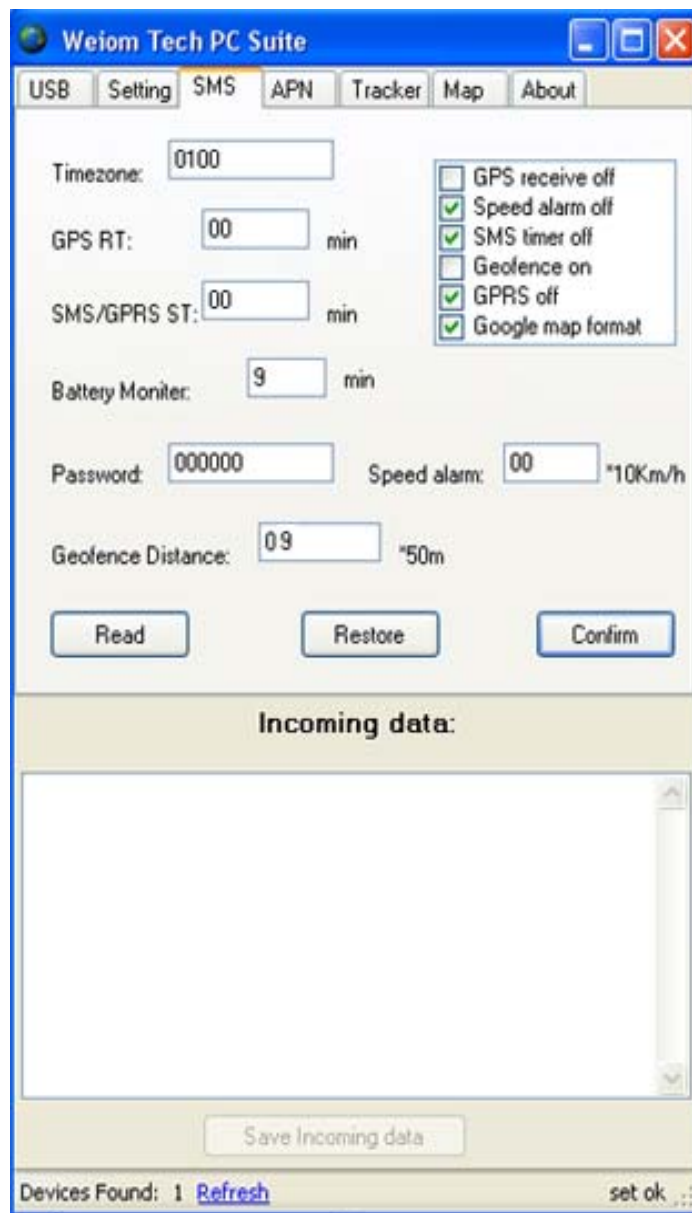 Weiom Tech PC Suite
USB Setting SMS APN Tracker Map About
Timezone: 0100
GPS RT: 00 min
SMS/GPRS ST: 00 min
GPS receive off
Speed alarm off
SMS timer off
Geofence on
GPRS off
Google map format
Battery Moniter: 9 min
Password: 000000 Speed alarm: 00 *10Km/h
Geofence Distance: 09 *50m
Read Restore Confirm
Incoming data:
Save Incoming data
Devices Found: 1 Refresh set ok